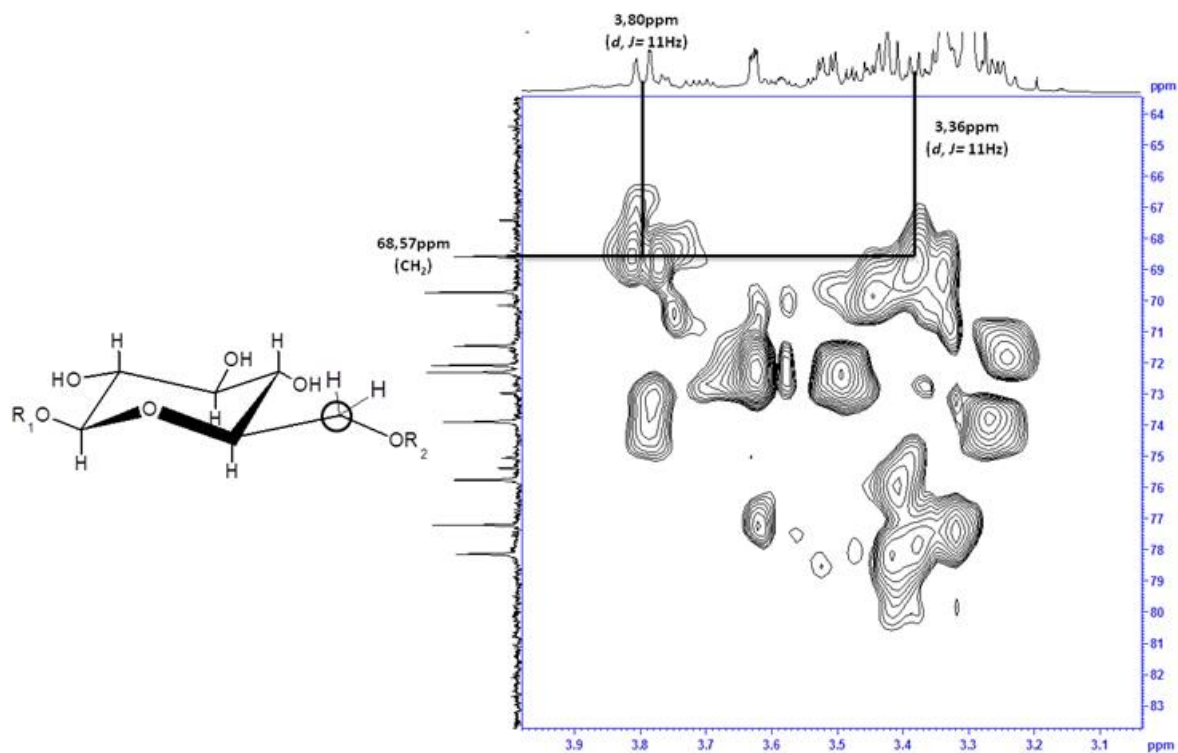 3,80ppm
(d, J= 11Hz)
ppm
64
65
66
67
68
69
70
71
72
73
74
75
76
77
78
79
80
81
82
83
3,36ppm
(d, J= 11Hz)
68,57ppm
(CH₂)
H
OH
H
HO
OH
H
H
R₁
O
O
H
OR₂
H
H
3.9
3.8
3.7
3.6
3.5
3.4
3.3
3.2
3.1
ppm